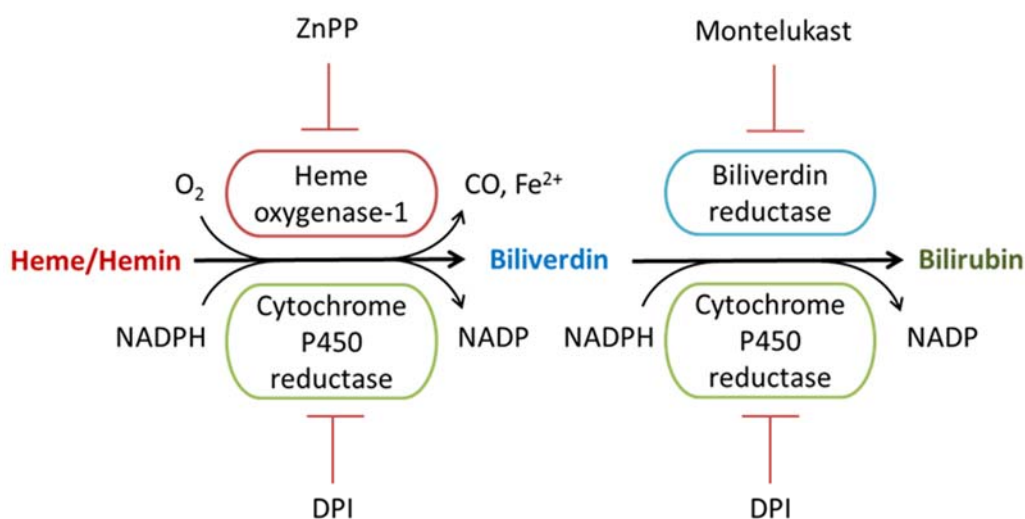 ZnPP
Montelukast
O₂
Heme
oxygenase-1
CO, Fe²⁺
Biliverdin
reductase
Heme/Hemin
Biliverdin
Bilirubin
NADPH
Cytochrome
P450
reductase
NADP
NADPH
Cytochrome
P450
reductase
NADP
DPI
DPI